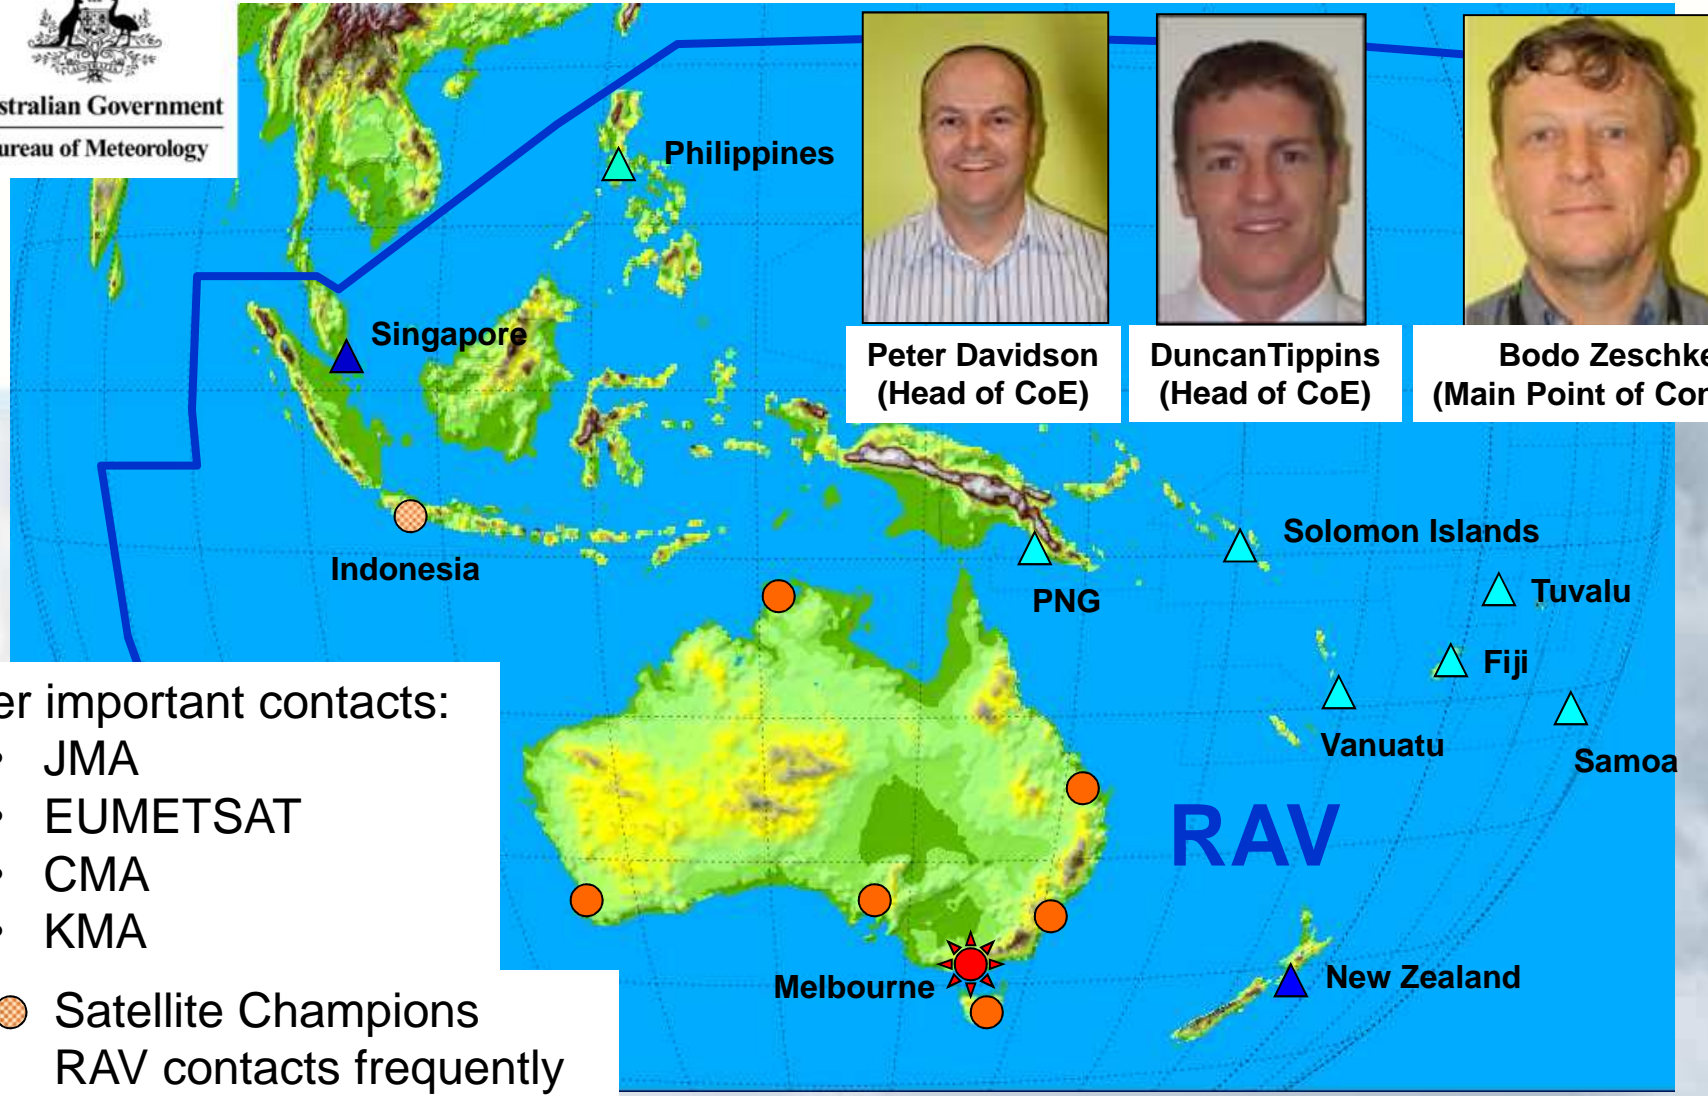 AUSTRALIA
stralian Government
ureau of Meteorology
Philippines
Singapore
Peter Davidson
(Head of CoE)
DuncanTippins
(Head of CoE)
Bodo Zeschke
(Main Point of Con
Indonesia
PNG
Solomon Islands
Tuvalu
Fiji
Vanuatu
Samoa
RAV
Melbourne
New Zealand
er important contacts:
• JMA
• EUMETSAT
• CMA
• KMA
Satellite Champions
RAV contacts frequently